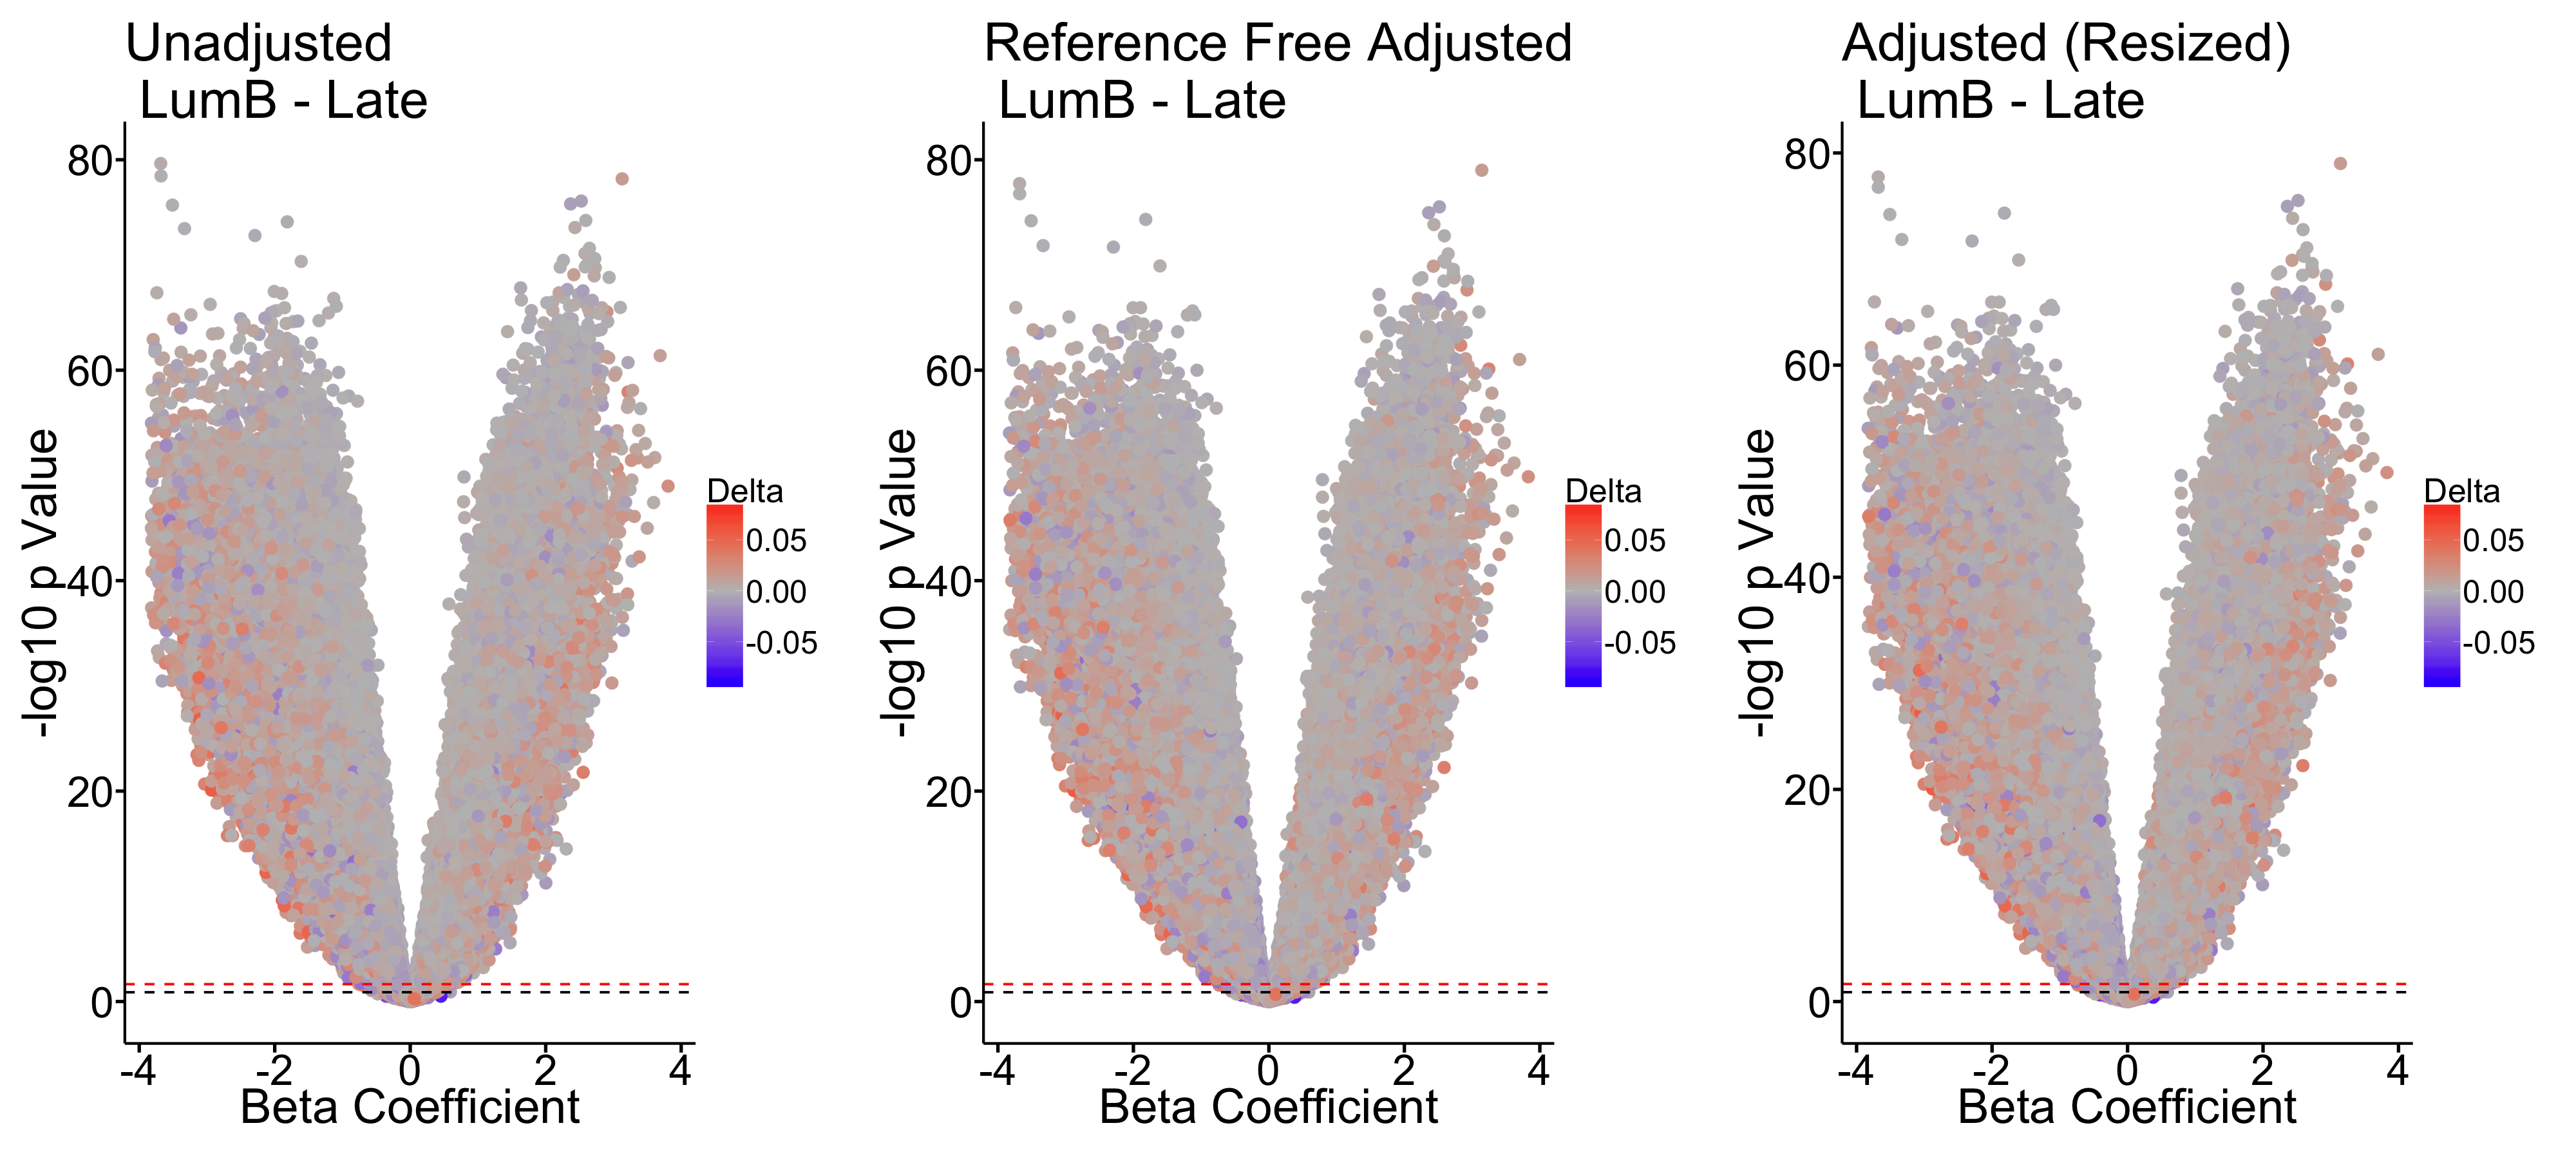 Unadjusted
LumB - Late
80
60
40
20
0
-log10 p Value
-4 -2 0 2 4
Beta Coefficient
Delta
0.05
0.00
-0.05
Reference Free Adjusted
LumB - Late
80
60
40
20
0
-log10 p Value
-4 -2 0 2 4
Beta Coefficient
Delta
0.05
0.00
-0.05
Adjusted (Resized)
LumB - Late
80
60
40
20
0
-log10 p Value
-4 -2 0 2 4
Beta Coefficient
Delta
0.05
0.00
-0.05